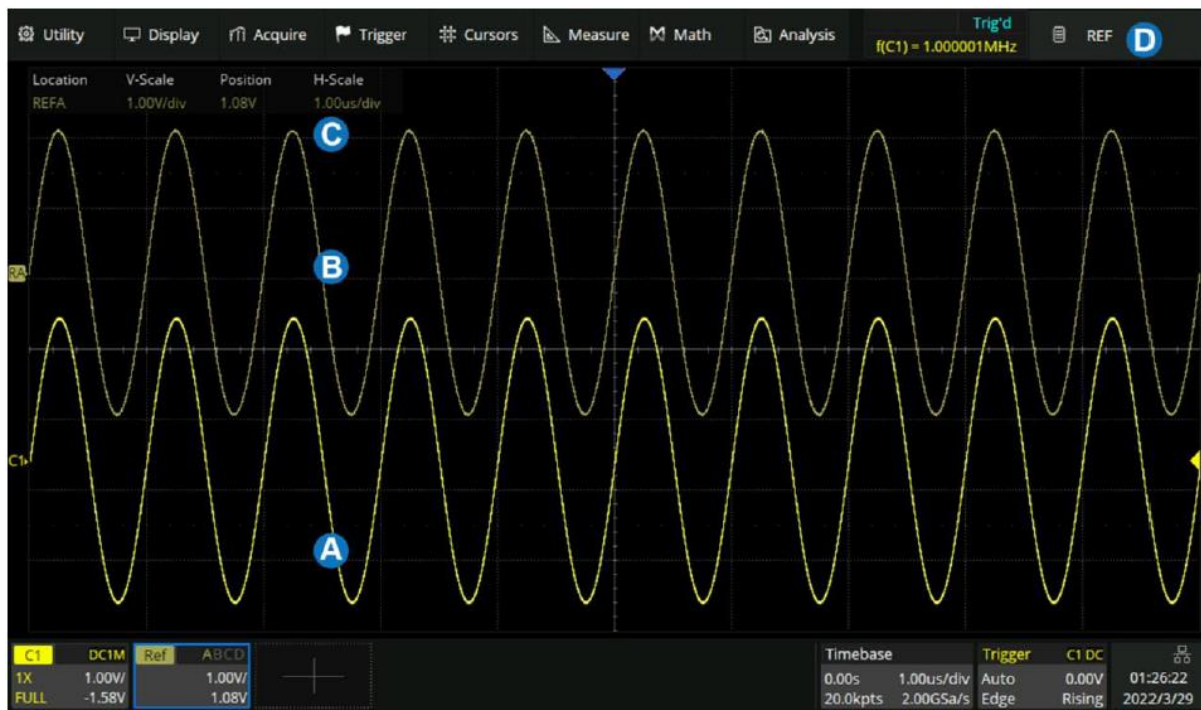 Utility Display Acquire Trigger Cursors Measure Math Analysis Trig'd f(C1) = 1.000001MHz REF D
Location V-Scale Position H-Scale
REFA 1.00V/div 1.08V 1.00us/div
C
RA
B
C1
A
C1 DC1M Ref ABCD Timebase Trigger C1 DC
1X 1.00V/ 1.00V/ 0.00s 1.00us/div Auto 0.00V 01:26:22
FULL -1.58V 1.08V 20.0kpts 2.00GSa/s Edge Rising 2022/3/29